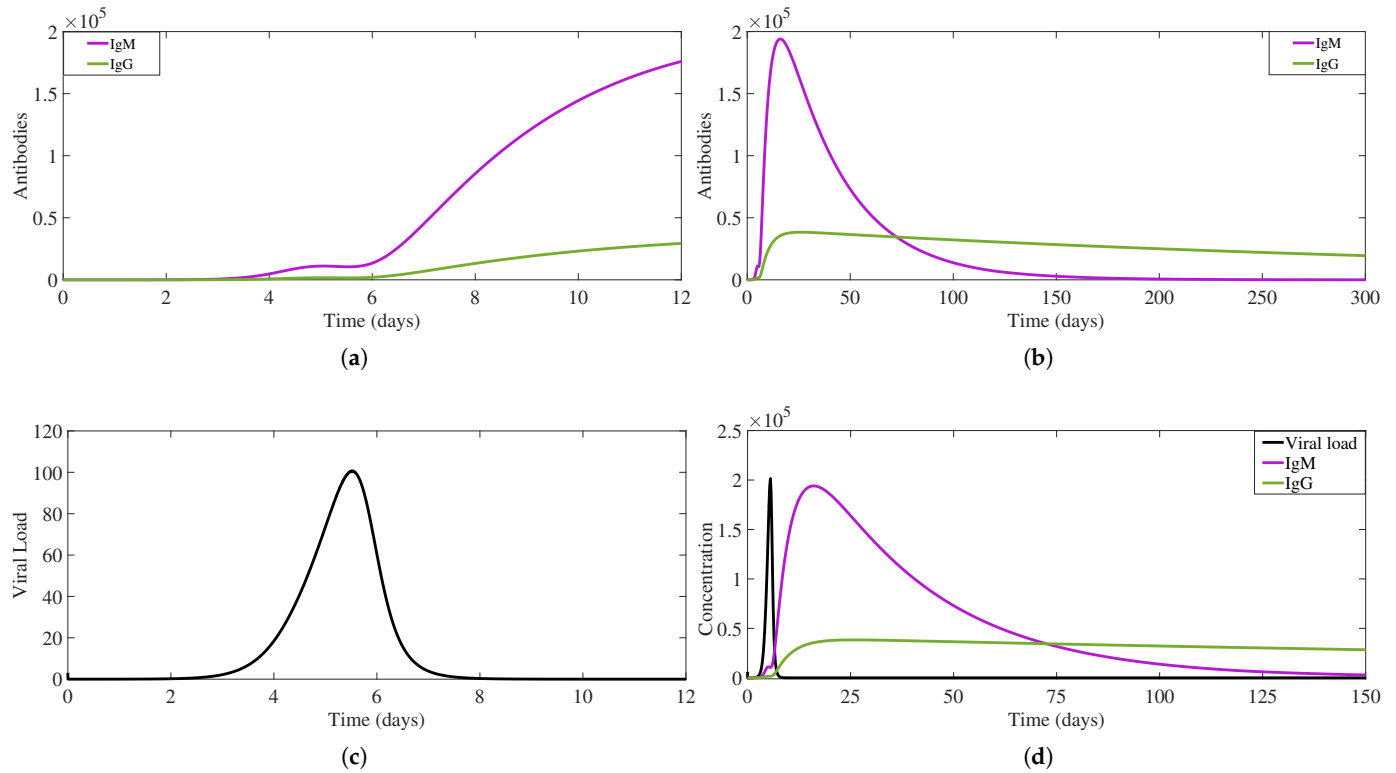 ×10^5
2
1.5
1
0.5
0
Antibodies
IgM
IgG
0 2 4 6 8 10 12
Time (days)
(a)
×10^5
2
1.5
1
0.5
0
Antibodies
IgM
IgG
0 50 100 150 200 250 300
Time (days)
(b)
120
100
80
60
40
20
0
Viral Load
0 2 4 6 8 10 12
Time (days)
(c)
×10^5
2.5
2
1.5
1
0.5
0
Concentration
Viral load
IgM
IgG
0 25 50 75 100 125 150
Time (days)
(d)